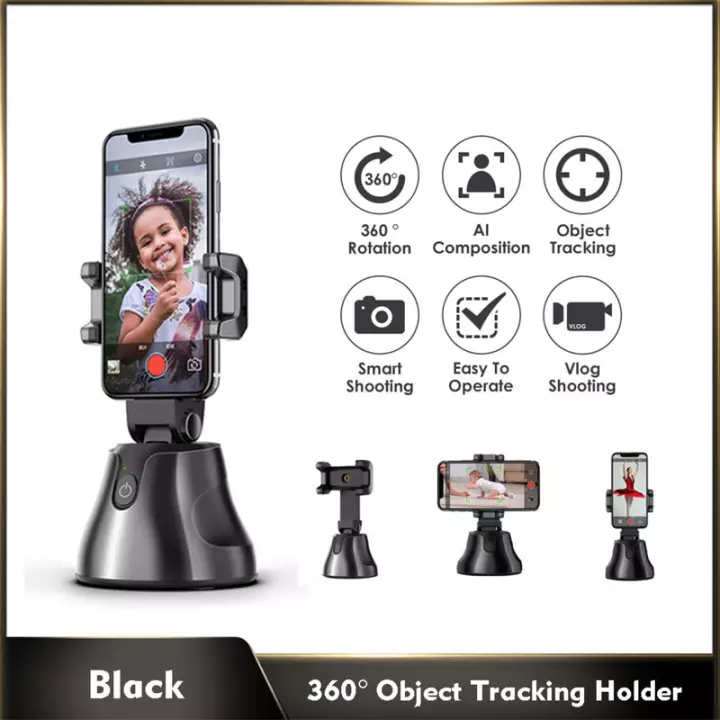 360°
360°
Rotation
AI
Composition
Object
Tracking
VLOG
Smart
Shooting
Easy To
Operate
Vlog
Shooting
Black
360° Object Tracking Holder